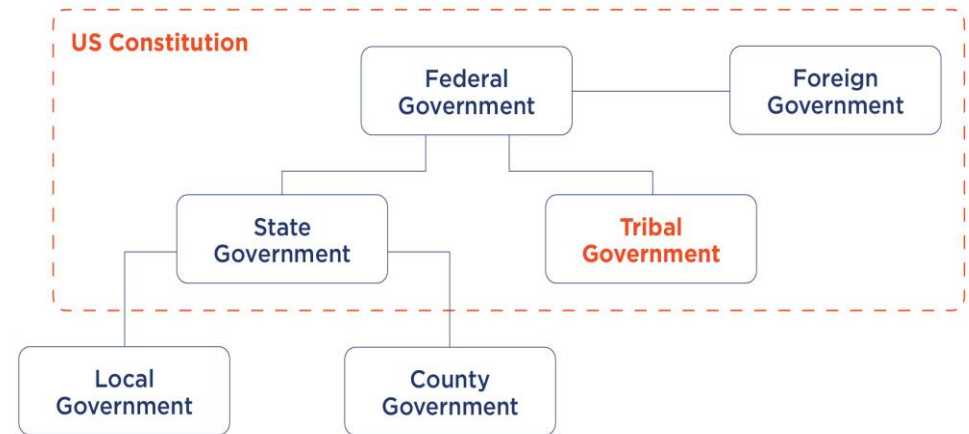 US Constitution
Federal
Government
Foreign
Government
State
Government
Tribal
Government
Local
Government
County
Government